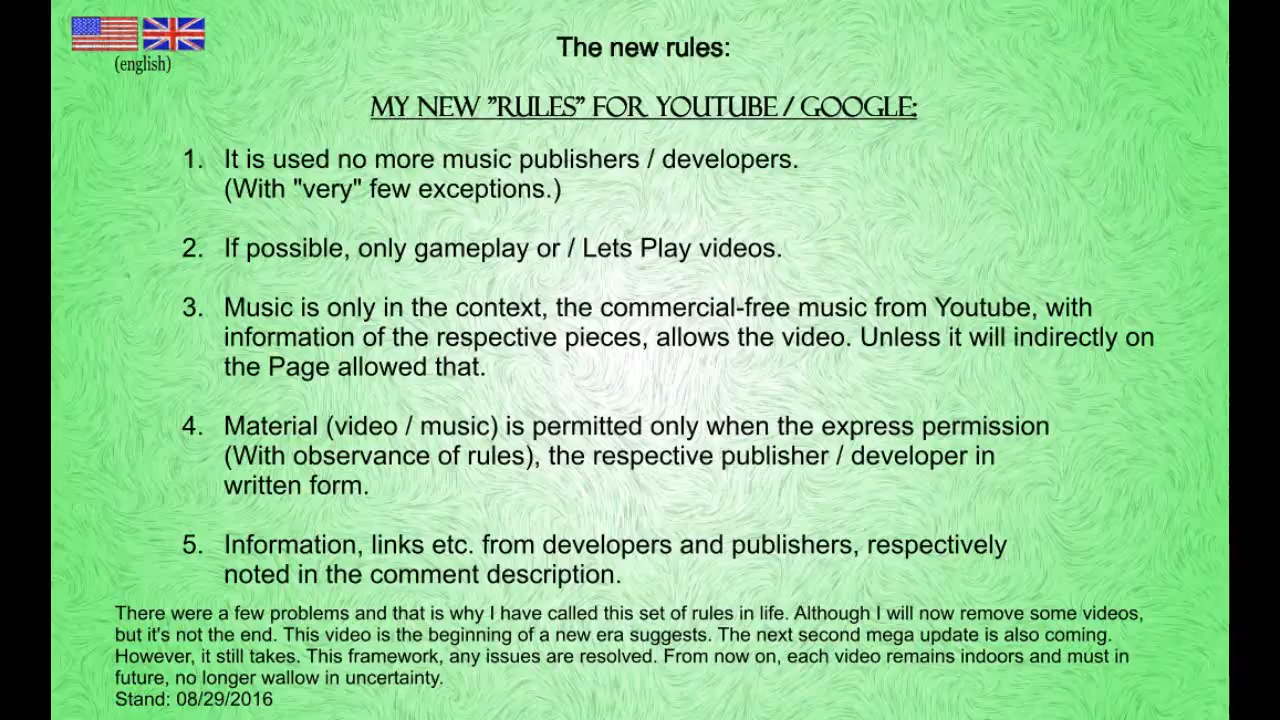 (english)
The new rules:
MY NEW "RULES" FOR YOUTUBE / GOOGLE:
1. It is used no more music publishers / developers.
(With "very" few exceptions.)
2. If possible, only gameplay or / Lets Play videos.
3. Music is only in the context, the commercial-free music from Youtube, with
information of the respective pieces, allows the video. Unless it will indirectly on
the Page allowed that.
4. Material (video / music) is permitted only when the express permission
(With observance of rules), the respective publisher / developer in
written form.
5. Information, links etc. from developers and publishers, respectively
noted in the comment description.
There were a few problems and that is why I have called this set of rules in life. Although I will now remove some videos,
but it's not the end. This video is the beginning of a new era suggests. The next second mega update is also coming.
However, it still takes. This framework, any issues are resolved. From now on, each video remains indoors and must in
future, no longer wallow in uncertainty.
Stand: 08/29/2016